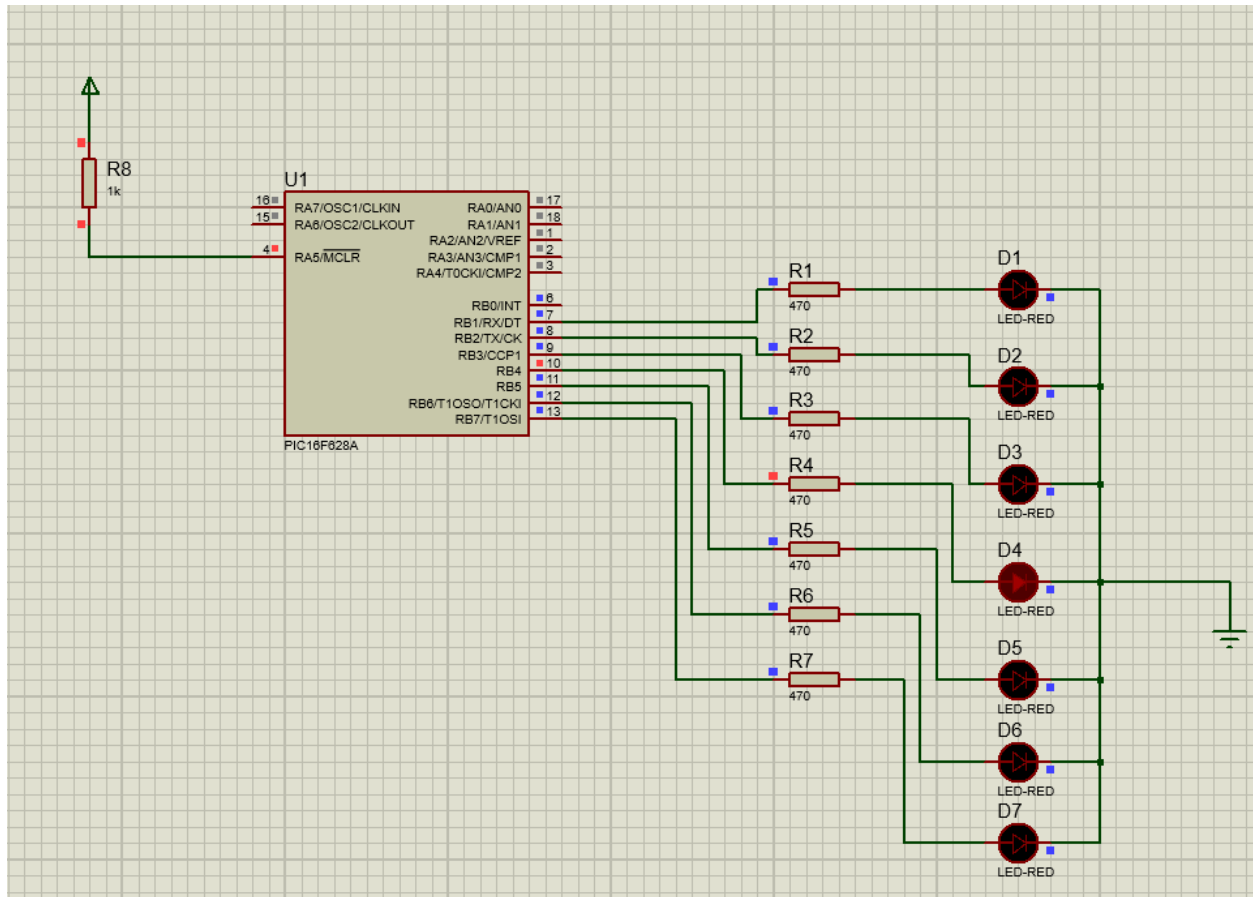 R8
1k
U1
16 RA7/OSC1/CLKIN RA0/AN0 17
15 RA6/OSC2/CLKOUT RA1/AN1 18
RA2/AN2/VREF 1
4 RA5/MCLR RA3/AN3/CMP1 2
RA4/T0CKI/CMP2 3
RB0/INT 6
RB1/RX/DT 7
RB2/TX/CK 8
RB3/CCP1 9
RB4 10
RB5 11
RB6/T1OSO/T1CKI 12
RB7/T1OSI 13
PIC16F628A
R1
470
R2
470
R3
470
R4
470
R5
470
R6
470
R7
470
D1
LED-RED
D2
LED-RED
D3
LED-RED
D4
LED-RED
D5
LED-RED
D6
LED-RED
D7
LED-RED